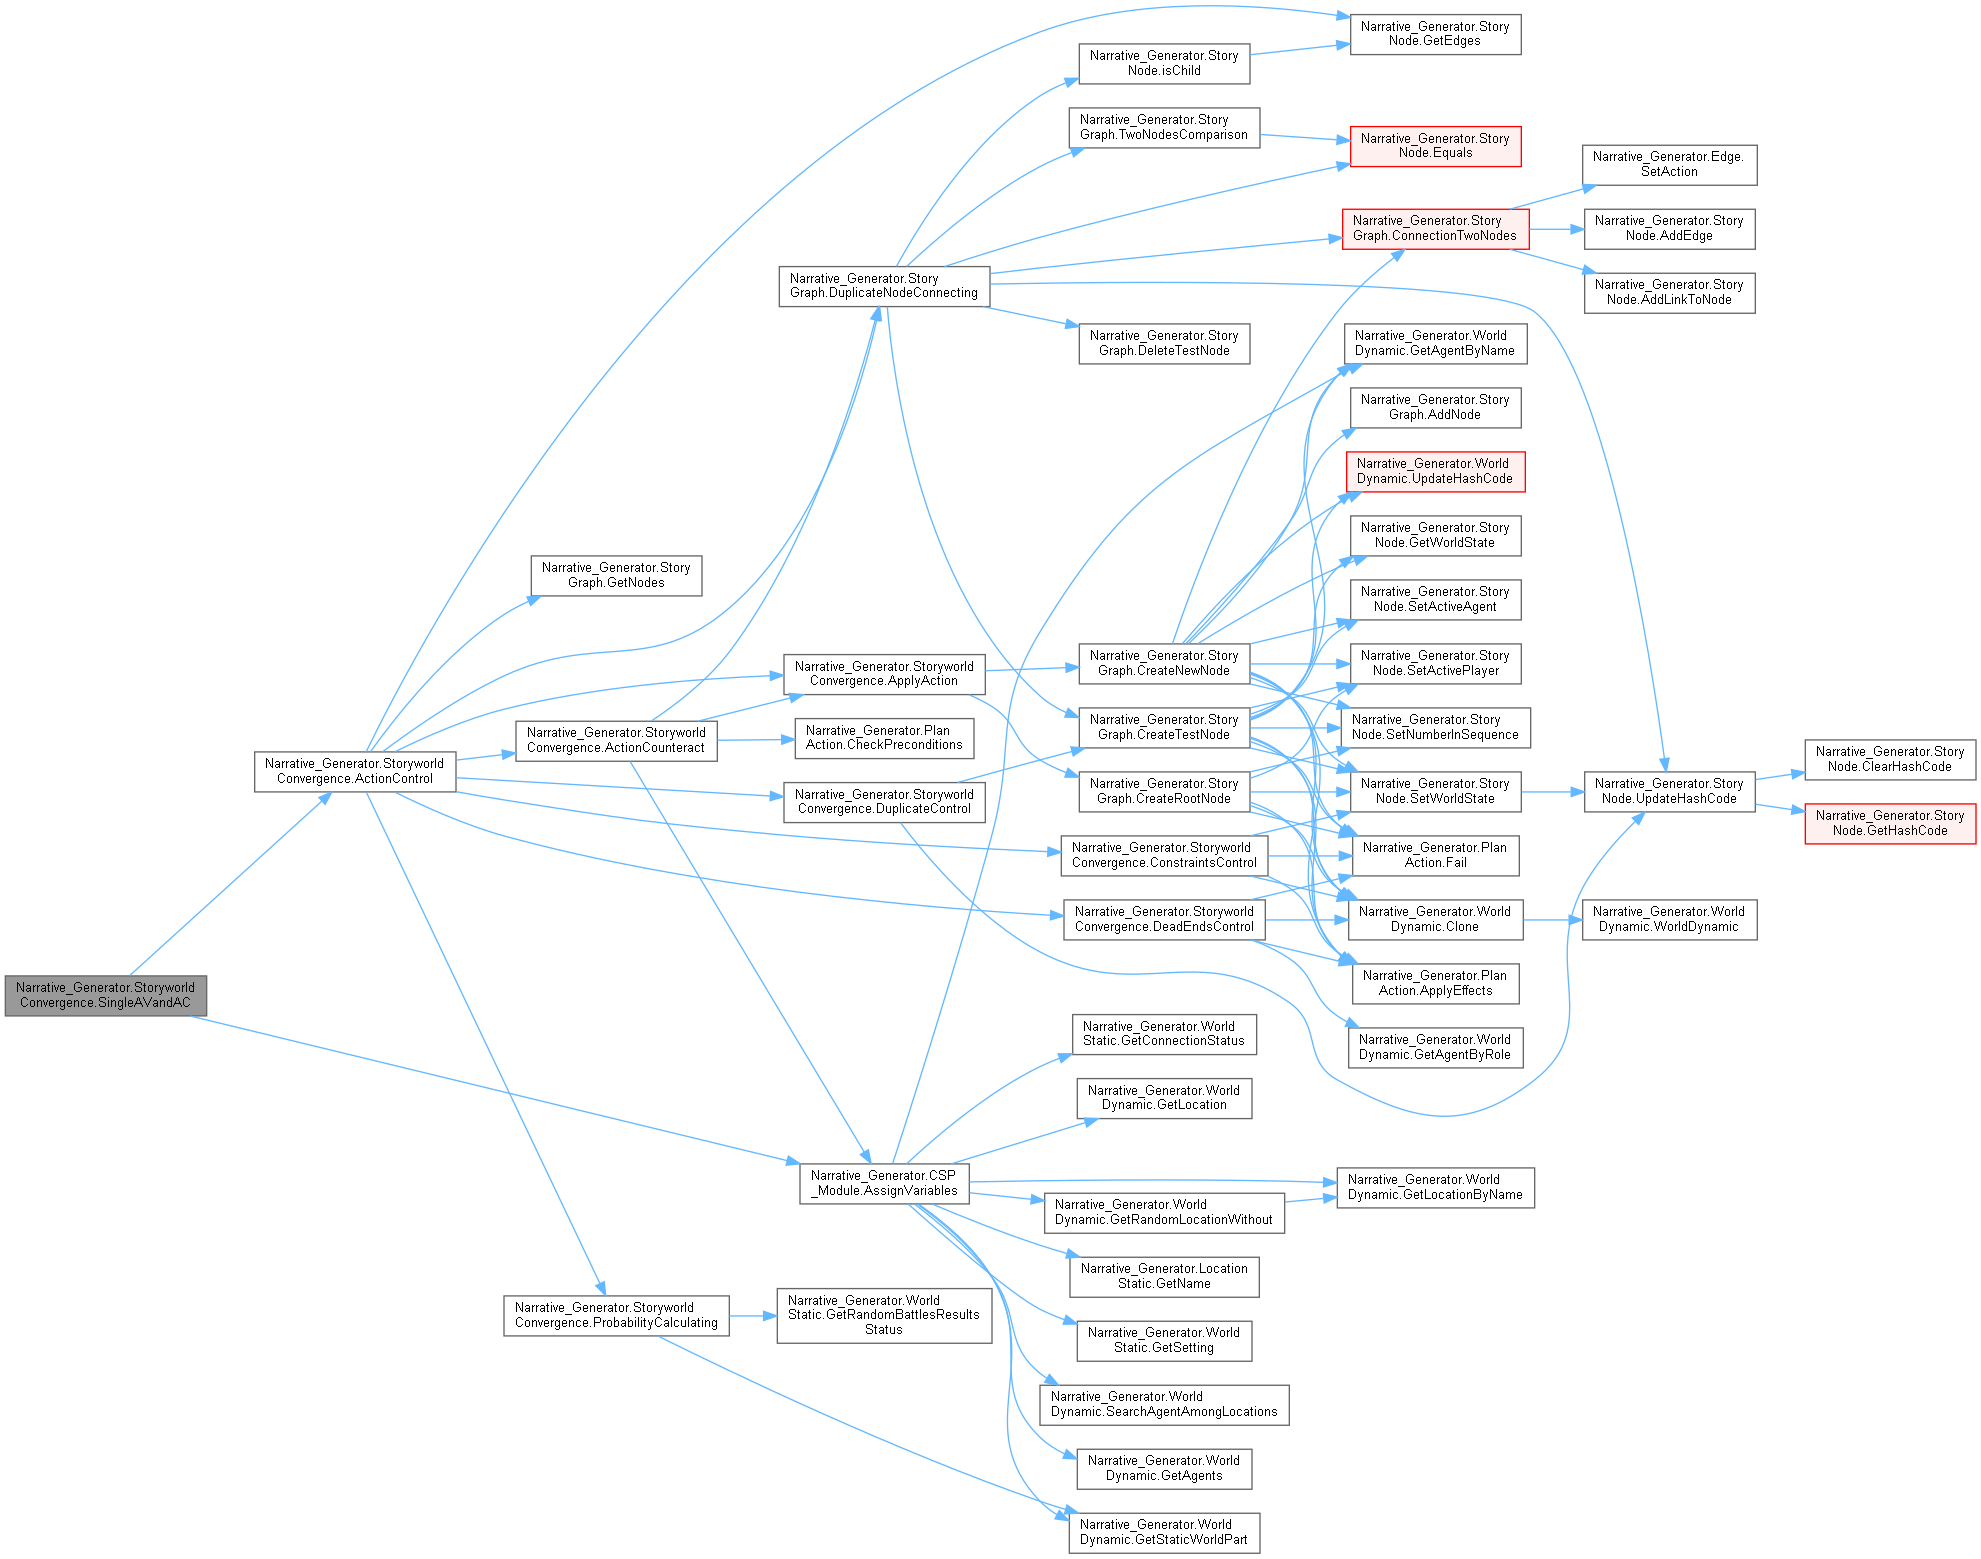 Narrative_Generator.Story
Node.GetEdges
Narrative_Generator.Story
Node.isChild
Narrative_Generator.Story
Graph.TwoNodesComparison
Narrative_Generator.Story
Node.Equals
Narrative_Generator.Edge.
SetAction
Narrative_Generator.Story
Graph.ConnectionTwoNodes
Narrative_Generator.Story
Node.AddEdge
Narrative_Generator.Story
Node.AddLinkToNode
Narrative_Generator.Story
Graph.DuplicateNodeConnecting
Narrative_Generator.Story
Graph.DeleteTestNode
Narrative_Generator.World
Dynamic.GetAgentByName
Narrative_Generator.Story
Graph.AddNode
Narrative_Generator.World
Dynamic.UpdateHashCode
Narrative_Generator.Story
Node.GetWorldState
Narrative_Generator.Story
Graph.GetNodes
Narrative_Generator.Story
Node.SetActiveAgent
Narrative_Generator.Storyworld
Convergence.ApplyAction
Narrative_Generator.Story
Graph.CreateNewNode
Narrative_Generator.Story
Node.SetActivePlayer
Narrative_Generator.Storyworld
Convergence.ActionCounteract
Narrative_Generator.Plan
Action.CheckPreconditions
Narrative_Generator.Story
Graph.CreateTestNode
Narrative_Generator.Story
Node.SetNumberInSequence
Narrative_Generator.Storyworld
Convergence.ActionControl
Narrative_Generator.Storyworld
Convergence.DuplicateControl
Narrative_Generator.Story
Graph.CreateRootNode
Narrative_Generator.Story
Node.SetWorldState
Narrative_Generator.Story
Node.UpdateHashCode
Narrative_Generator.Story
Node.ClearHashCode
Narrative_Generator.Story
Node.GetHashCode
Narrative_Generator.Storyworld
Convergence.ConstraintsControl
Narrative_Generator.Plan
Action.Fail
Narrative_Generator.Storyworld
Convergence.DeadEndsControl
Narrative_Generator.World
Dynamic.Clone
Narrative_Generator.World
Dynamic.WorldDynamic
Narrative_Generator.Storyworld
Convergence.SingleAVandAC
Narrative_Generator.Plan
Action.ApplyEffects
Narrative_Generator.World
Static.GetConnectionStatus
Narrative_Generator.World
Dynamic.GetAgentByRole
Narrative_Generator.World
Dynamic.GetLocation
Narrative_Generator.CSP
_Module.AssignVariables
Narrative_Generator.World
Dynamic.GetRandomLocationWithout
Narrative_Generator.World
Dynamic.GetLocationByName
Narrative_Generator.Location
Static.GetName
Narrative_Generator.Storyworld
Convergence.ProbabilityCalculating
Narrative_Generator.World
Static.GetRandomBattlesResults
Status
Narrative_Generator.World
Static.GetSetting
Narrative_Generator.World
Dynamic.SearchAgentAmongLocations
Narrative_Generator.World
Dynamic.GetAgents
Narrative_Generator.World
Dynamic.GetStaticWorldPart